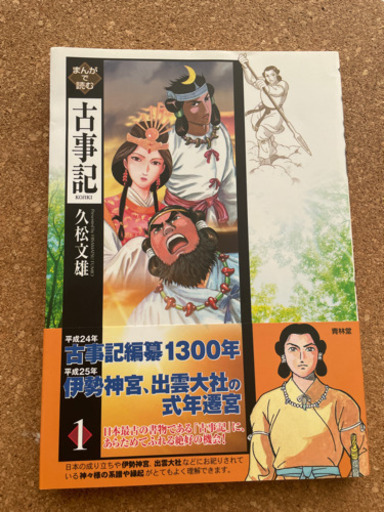 まんがで
読む
古事記
KOJIKI
久松文雄
平成24年
古事記編纂1300年
平成25年
伊勢神宮、出雲大社の
式年遷宮
日本最古の書物である『古事記』に、
あらためてふれる絶好の機会!
1
青林堂
日本の成り立ちや伊勢神宮、出雲大社などにお祀りされて
いる神々様の系譜や縁起がとてもよく理解できます。